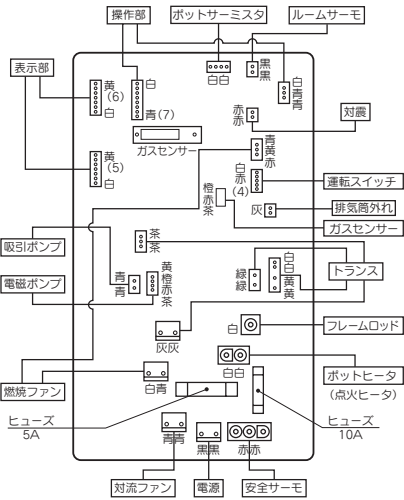 操作部
ポットサーミスタ
ルームサーモ
表示部
黄
(6)
白
白
青(7)
白白
黒
黒
白
青
青
赤
赤
対震
ガスセンサー
黄
(5)
白
青
黄
赤
白
赤
(4)
運転スイッチ
橙
赤
茶
灰
排気筒外れ
ガスセンサー
吸引ポンプ
茶
茶
電磁ポンプ
青
青
黄
橙
赤
茶
緑
緑
白
白
黄
黄
トランス
灰灰
白
フレームロッド
白白
ポットヒータ
(点火ヒータ)
燃焼ファン
白青
ヒューズ
5A
ヒューズ
10A
青青
黒黒
赤赤
対流ファン
電源
安全サーモ